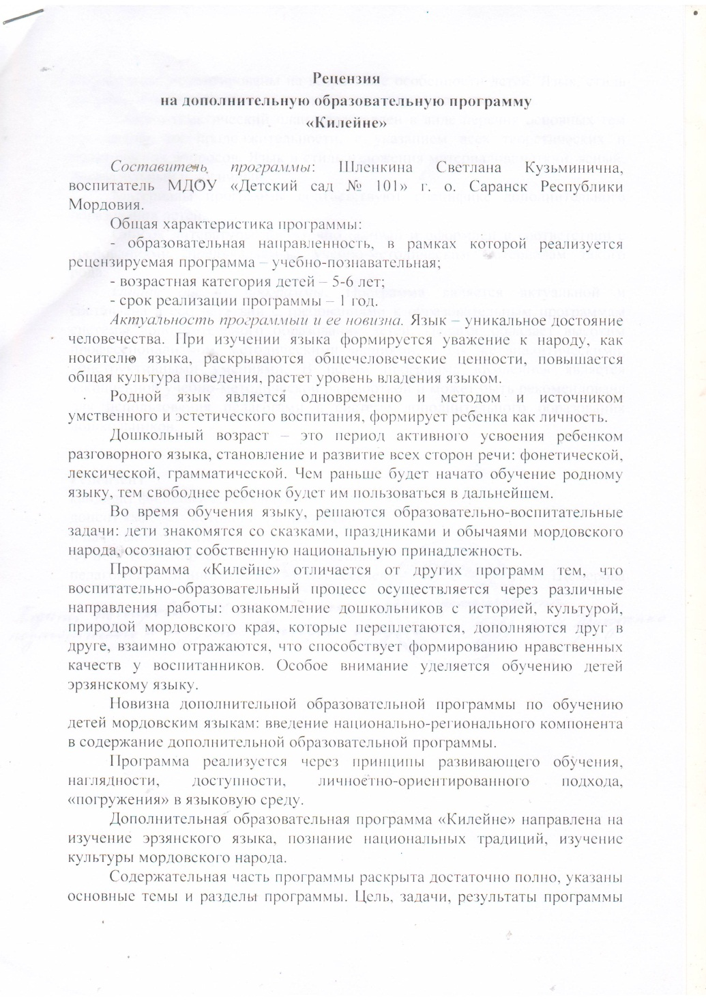 Рецензия
на дополнительную образовательную программу
«Килейне»
Составитель программы: Шленкина Светлана Кузьминична,
воспитатель МДОУ «Детский сад № 101» г. о. Саранск Республики
Мордовия.
Общая характеристика программы:
- образовательная направленность, в рамках которой реализуется
рецензируемая программа – учебно-познавательная;
- возрастная категория детей – 5-6 лет;
- срок реализации программы – 1 год.
Актуальность программыи и ее новизна. Язык – уникальное достояние
человечества. При изучении языка формируется уважение к народу, как
носителю языка, раскрываются общечеловеческие ценности, повышается
общая культура поведения, растет уровень владения языком.
Родной язык является одновременно и методом и источником
умственного и эстетического воспитания, формирует ребенка как личность.
Дошкольный возраст – это период активного усвоения ребенком
разговорного языка, становление и развитие всех сторон речи: фонетической,
лексической, грамматической. Чем раньше будет начато обучение родному
языку, тем свободнее ребенок будет им пользоваться в дальнейшем.
Во время обучения языку, решаются образовательно-воспитательные
задачи: дети знакомятся со сказками, праздниками и обычаями мордовского
народа, осознают собственную национальную принадлежность.
Программа «Килейне» отличается от других программ тем, что
воспитательно-образовательный процесс осуществляется через различные
направления работы: ознакомление дошкольников с историей, культурой,
природой мордовского края, которые переплетаются, дополняются друг в
друге, взаимно отражаются, что способствует формированию нравственных
качеств у воспитанников. Особое внимание уделяется обучению детей
эрзянскому языку.
Новизна дополнительной образовательной программы по обучению
детей мордовским языкам: введение национально-регионального компонента
в содержание дополнительной образовательной программы.
Программа реализуется через принципы развивающего обучения,
наглядности, доступности, личностно-ориентированного подхода,
«погружения» в языковую среду.
Дополнительная образовательная программа «Килейне» направлена на
изучение эрзянского языка, познание национальных традиций, изучение
культуры мордовского народа.
Содержательная часть программы раскрыта достаточно полно, указаны
основные темы и разделы программы. Цель, задачи, результаты программы